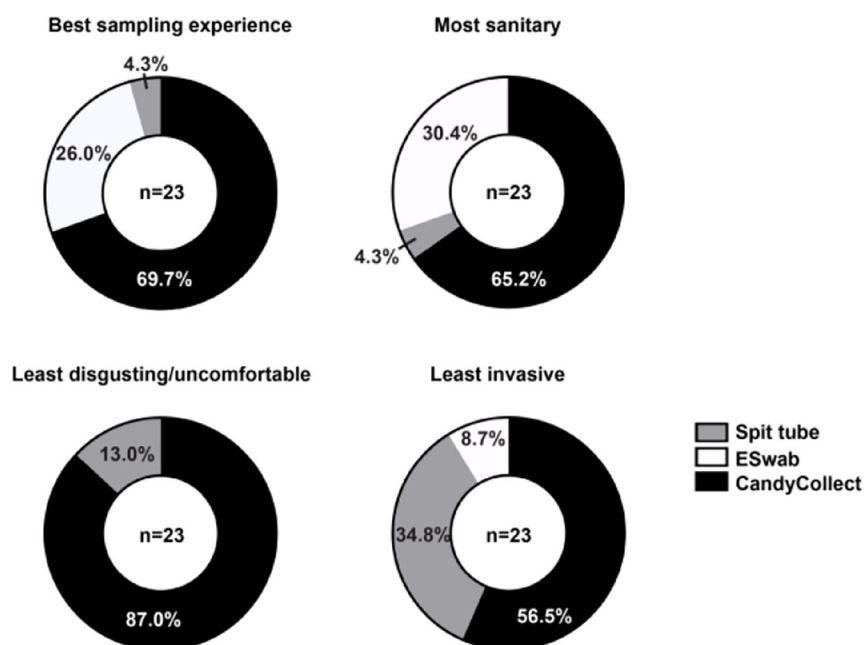 Best sampling experience
4.3%
26.0%
n=23
69.7%
Most sanitary
30.4%
n=23
4.3%
65.2%
Least disgusting/uncomfortable
13.0%
n=23
87.0%
Least invasive
8.7%
34.8%
n=23
56.5%
Spit tube
ESwab
CandyCollect